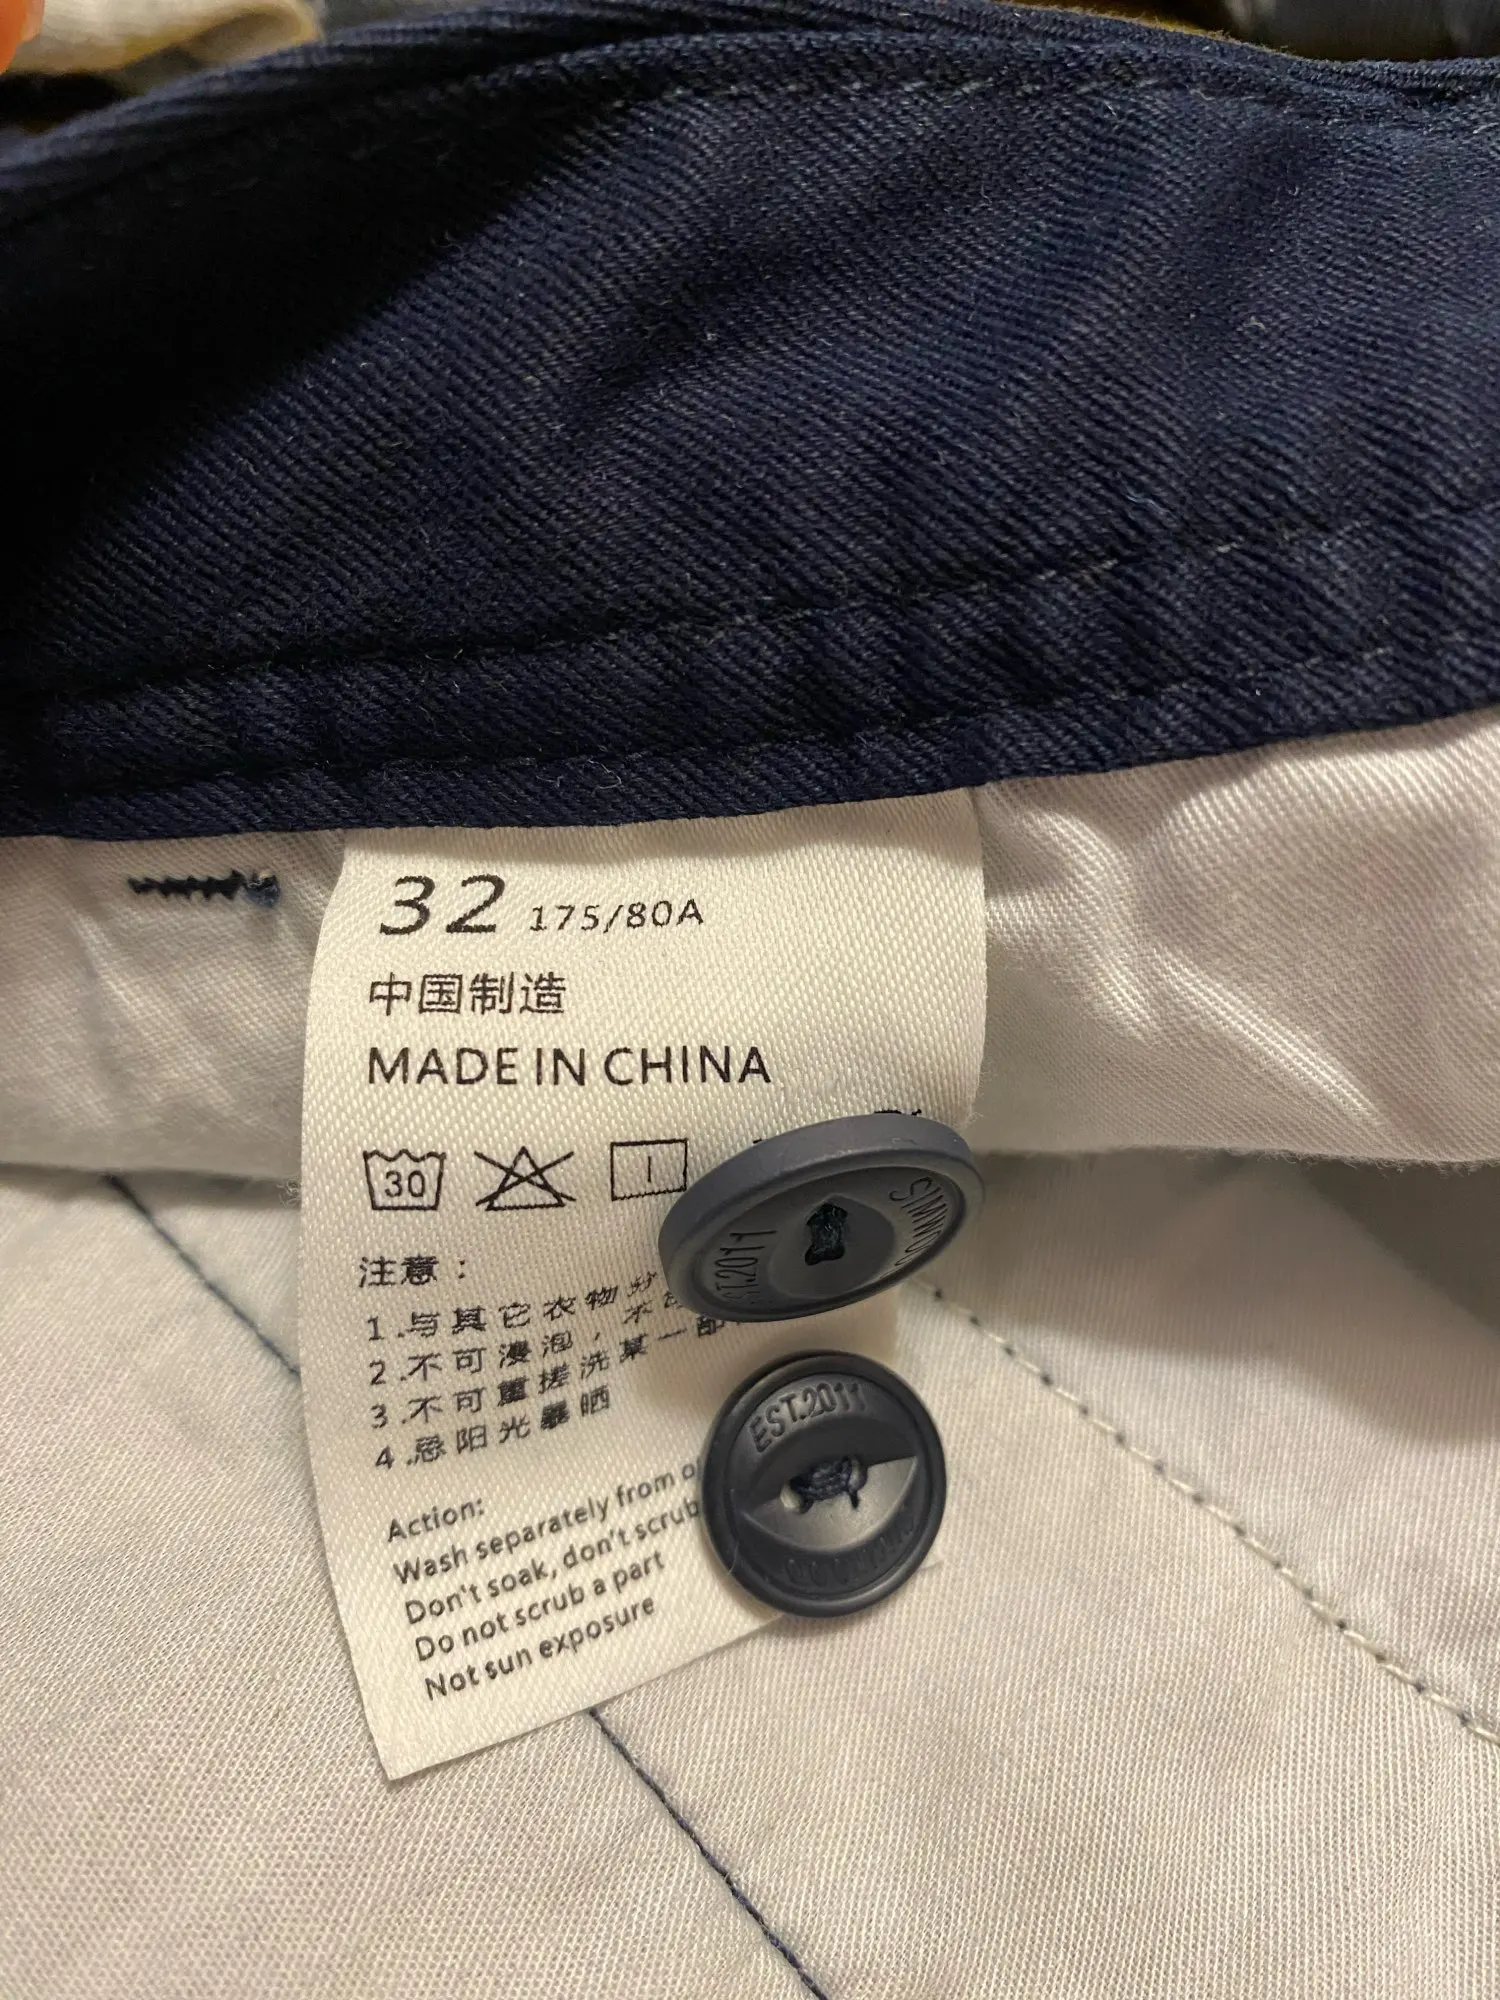 32 175/80A
中国制造
MADE IN CHINA
30
注意：
1.与其它衣物
2.不可浸泡，不
3.不可重搓洗某一部
4.忌阳光暴晒
Action:
Wash separately from
Don't soak, don't scrub
Do not scrub a part
Not sun exposure
SIMWOOD
EST.2011
EST.2011